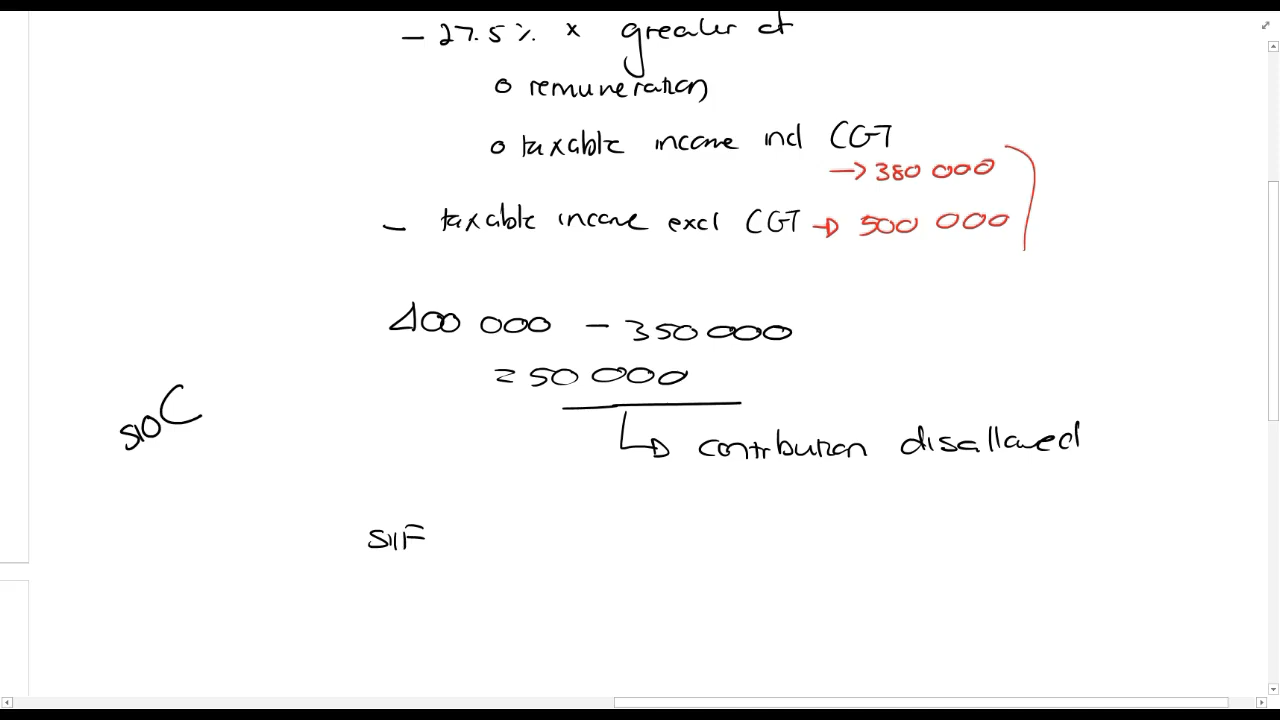 - 27.5% x greater of
o remuneration
o taxable income incl CGT
→ 380 000
- taxable income excl CGT → 500 000
400 000 - 350 000
= 50 000
↳ contribution disallowed
S10C
S11F